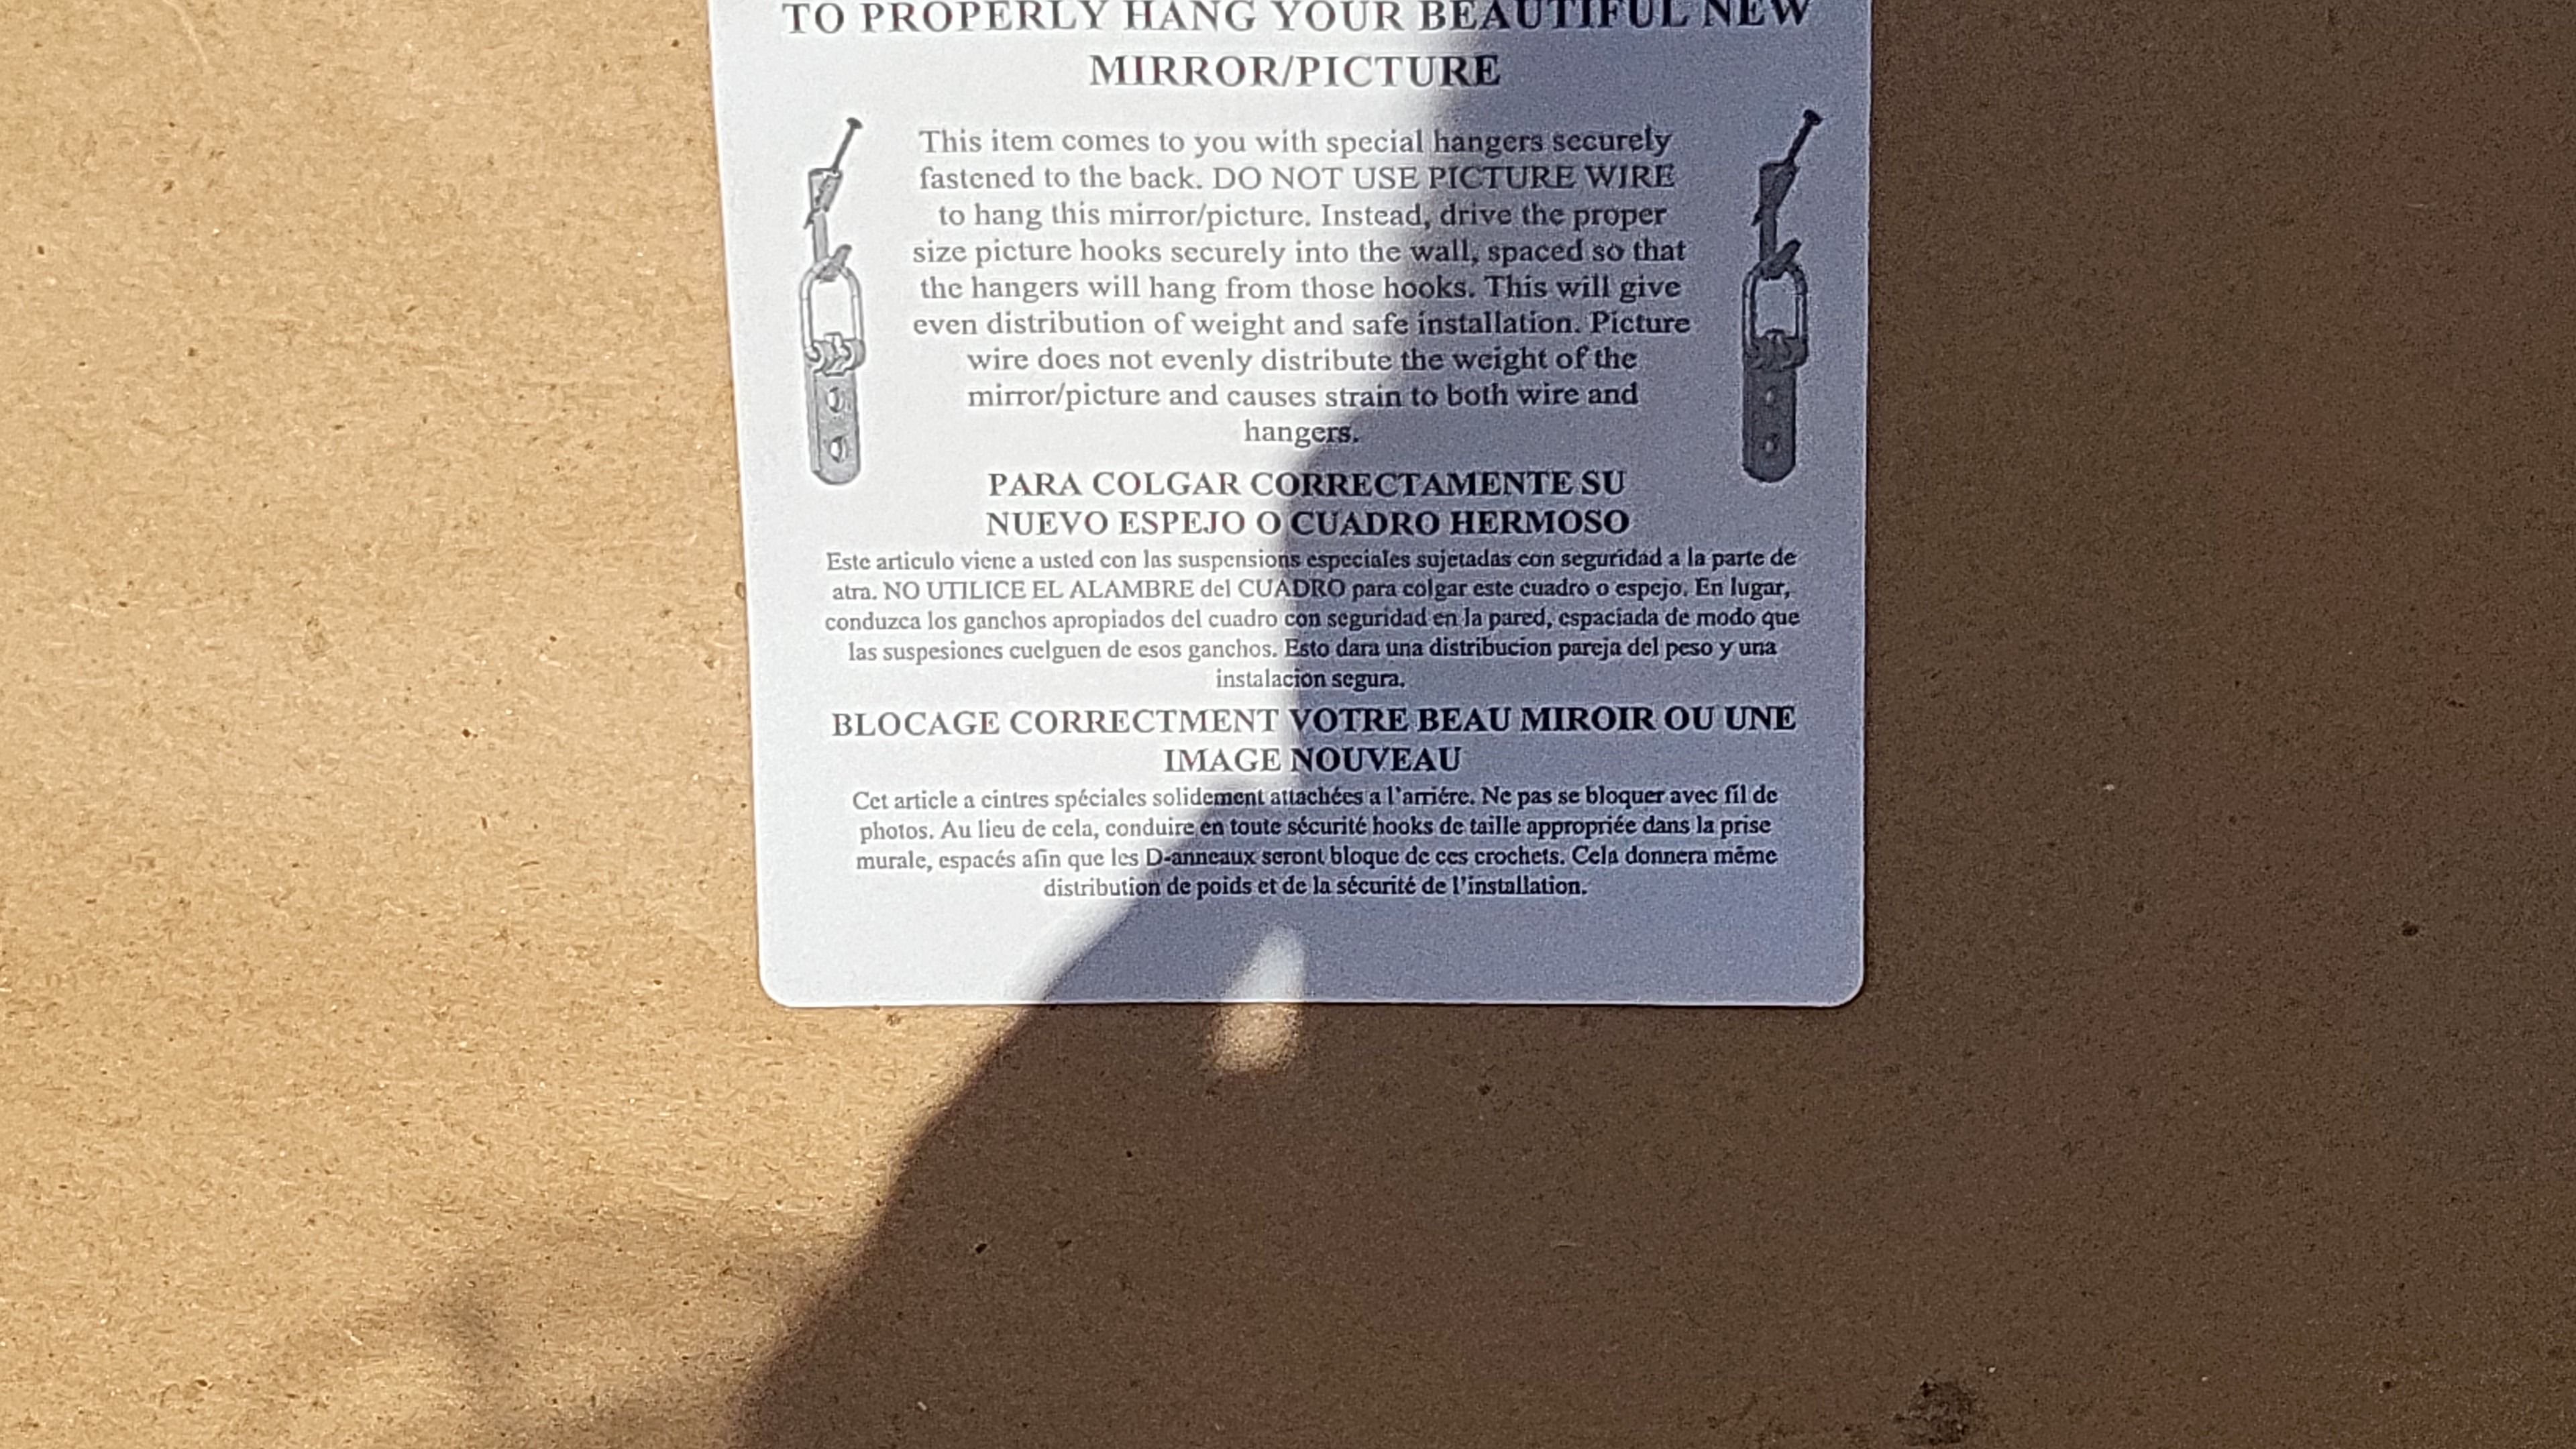 TO PROPERLY HANG YOUR BEAUTIFUL NEW
MIRROR/PICTURE
This item comes to you with special hangers securely
fastened to the back. DO NOT USE PICTURE WIRE
to hang this mirror/picture. Instead, drive the proper
size picture hooks securely into the wall, spaced so that
the hangers will hang from those hooks. This will give
even distribution of weight and safe installation. Picture
wire does not evenly distribute the weight of the
mirror/picture and causes strain to both wire and
hangers.
PARA COLGAR CORRECTAMENTE SU
NUEVO ESPEJO O CUADRO HERMOSO
Este articulo viene a usted con las suspensions especiales sujetadas con seguridad a la parte de
atra. NO UTILICE EL ALAMBRE del CUADRO para colgar este cuadro o espejo. En lugar,
conduzca los ganchos apropiados del cuadro con seguridad en la pared, espaciada de modo que
las suspesiones cuelguen de esos ganchos. Esto dara una distribucion pareja del peso y una
instalacion segura.
BLOCAGE CORRECTMENT VOTRE BEAU MIROIR OU UNE
IMAGE NOUVEAU
Cet article a cintres spéciales solidement attachées a l'arriére. Ne pas se bloquer avec fil de
photos. Au lieu de cela, conduire en toute sécurité hooks de taille appropriée dans la prise
murale, espacés afin que les D-anneaux seront bloque de ces crochets. Cela donnera même
distribution de poids et de la sécurité de l'installation.